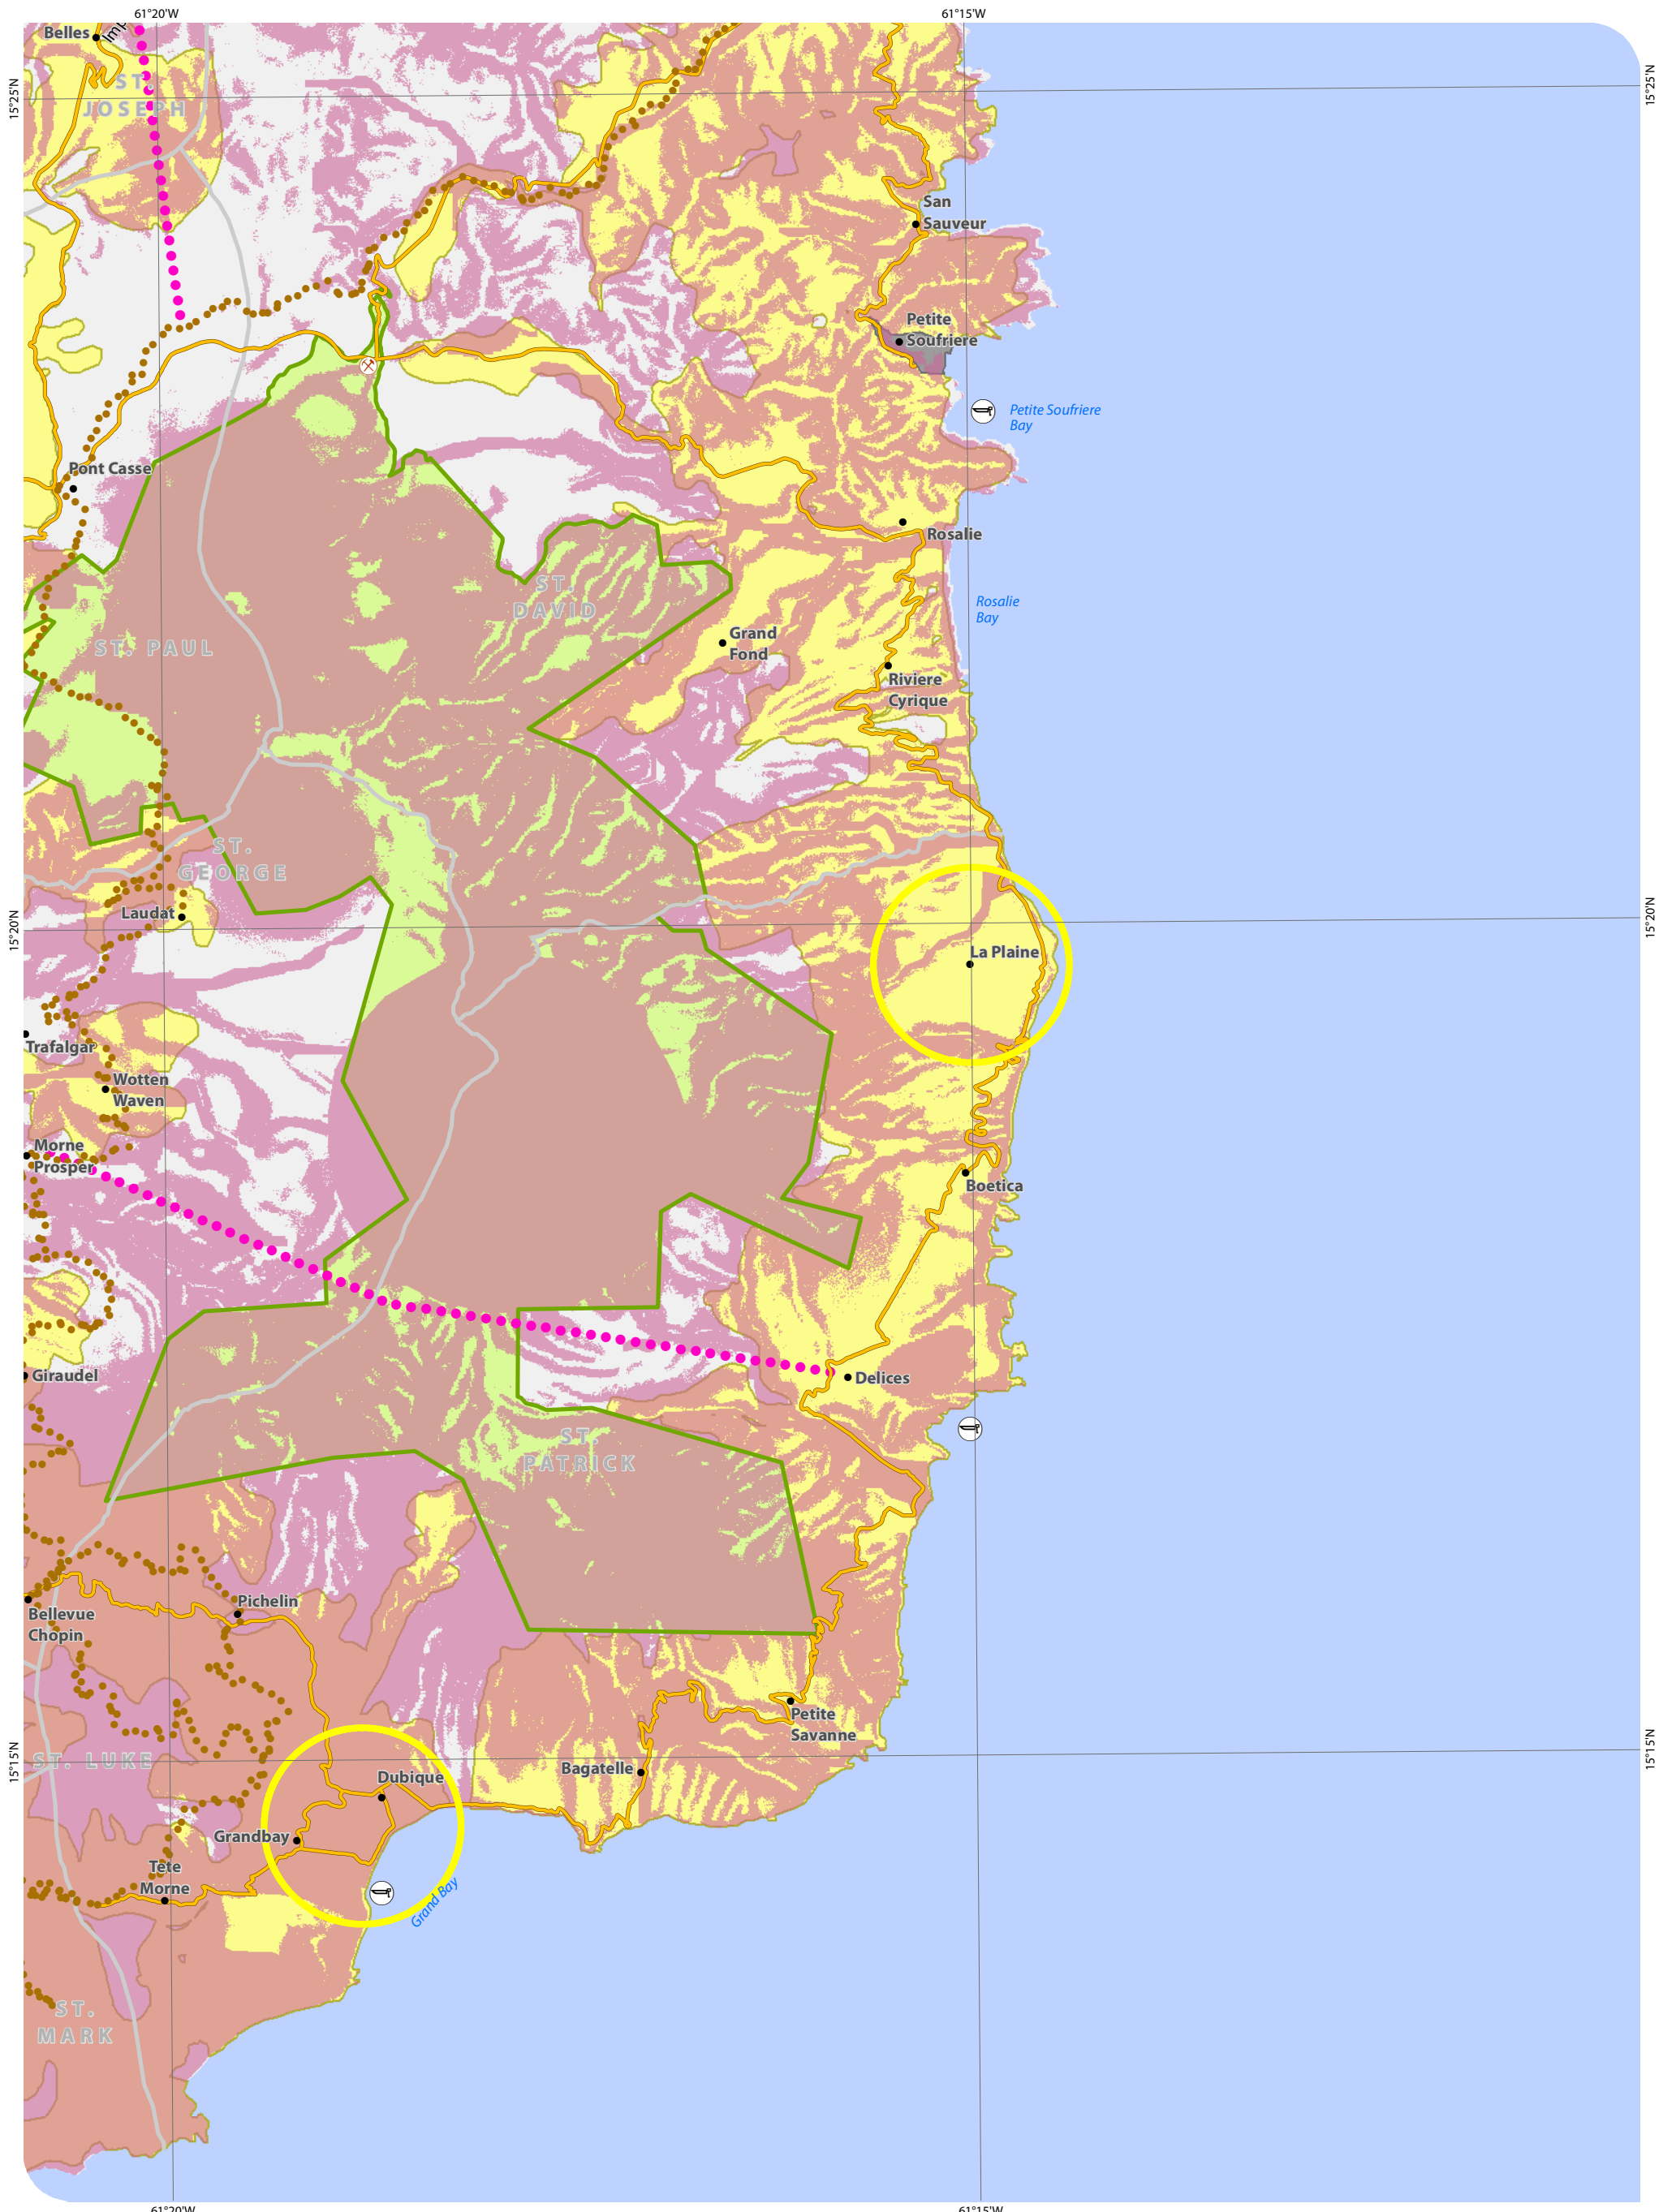 61°20'W
61°15'W
Belles
Imp
15°25'N
15°25'N
ST.
JOSEPH
San
Sauveur
Petite
Soufriere
Petite Soufriere
Bay
Pont Casse
Rosalie
ST.
DAVID
Rosalie
Bay
ST. PAUL
Grand
Fond
Riviere
Cyrique
ST.
GEORGE
Laudat
15°20'N
15°20'N
La Plaine
Trafalgar
Wotten
Waven
Morne
Prosper
Boetica
Giraudel
Delices
ST.
PATRICK
Pichelin
Bellevue
Chopin
Petite
Savanne
15°15'N
15°15'N
ST. LUKE
Bagatelle
Dubique
Grandbay
Tete
Morne
Grand Bay
ST.
MARK
61°20'W
61°15'W